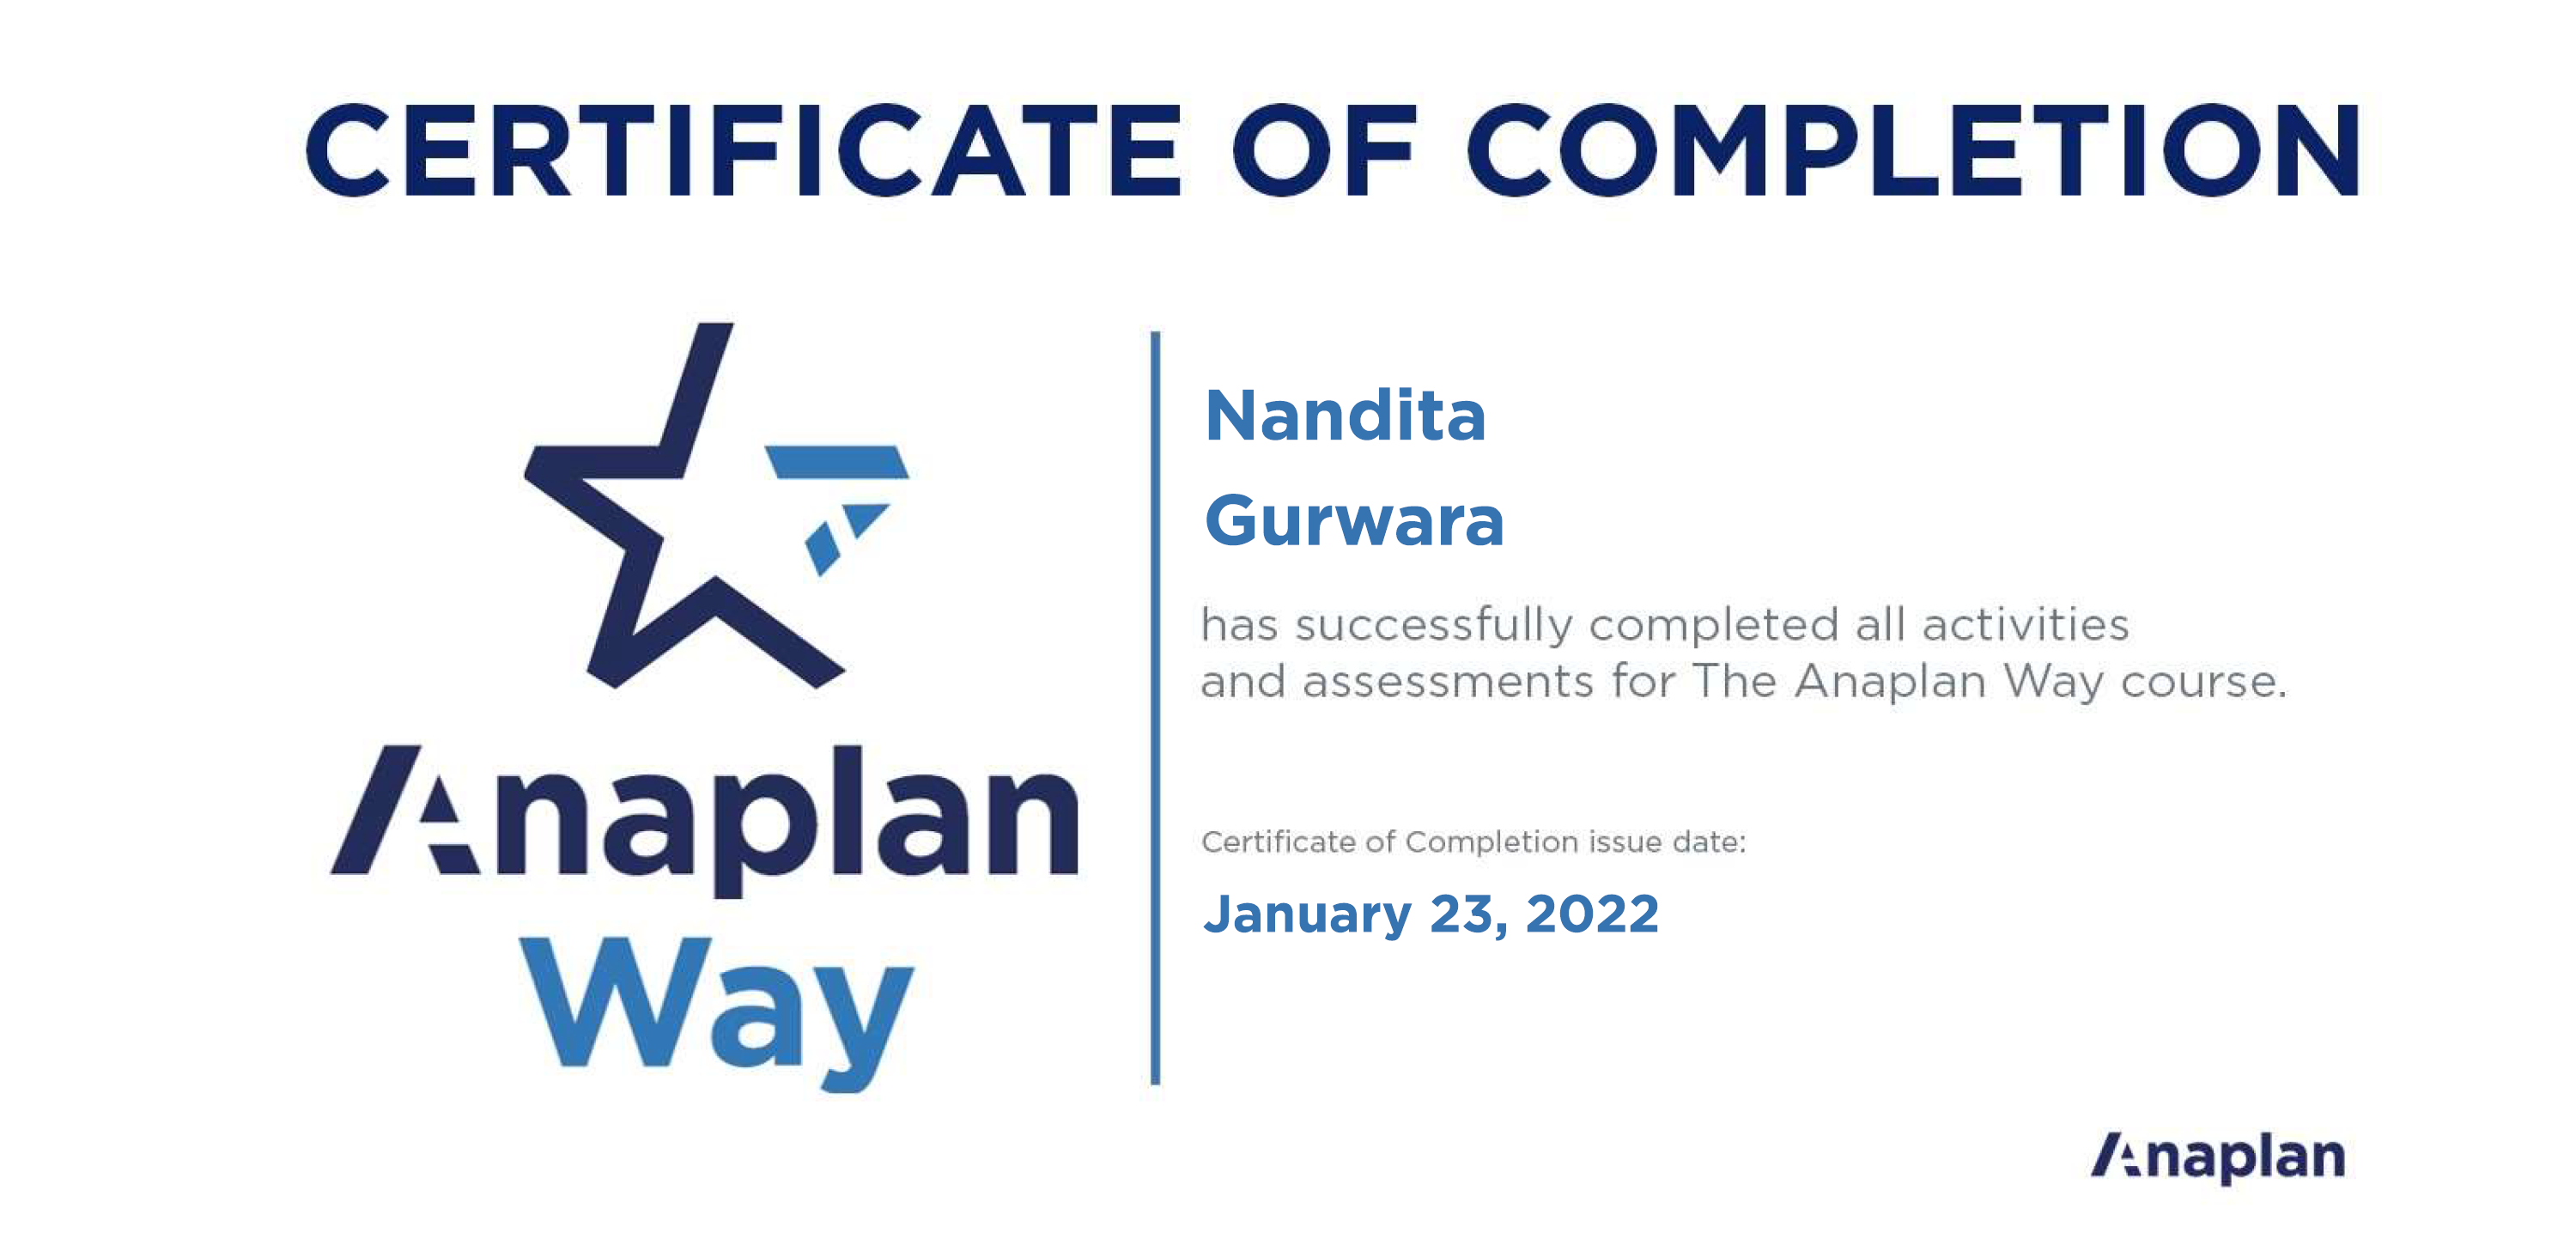 CERTIFICATE OF COMPLETION
Anaplan
Way
Nandita
Gurwara
has successfully completed all activities
and assessments for The Anaplan Way course.
Certificate of Completion issue date:
January 23, 2022
Anaplan